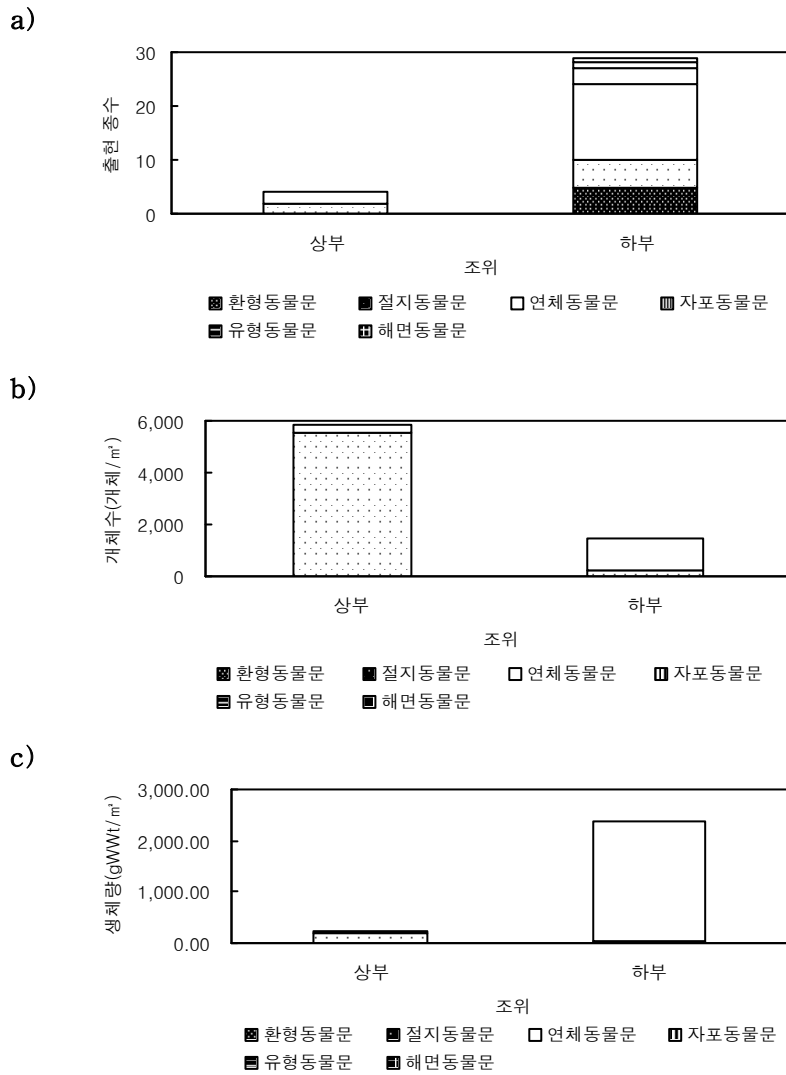 a)
30
20
10
0
출현 종수
상부 하부
조위
환형동물문 절지동물문 연체동물문 자포동물문
유형동물문 해면동물문
b)
6,000
4,000
2,000
0
개체수(개체/㎡)
상부 하부
조위
환형동물문 절지동물문 연체동물문 자포동물문
유형동물문 해면동물문
c)
3,000.00
2,000.00
1,000.00
0.00
생체량(gWWt/㎡)
상부 하부
조위
환형동물문 절지동물문 연체동물문 자포동물문
유형동물문 해면동물문